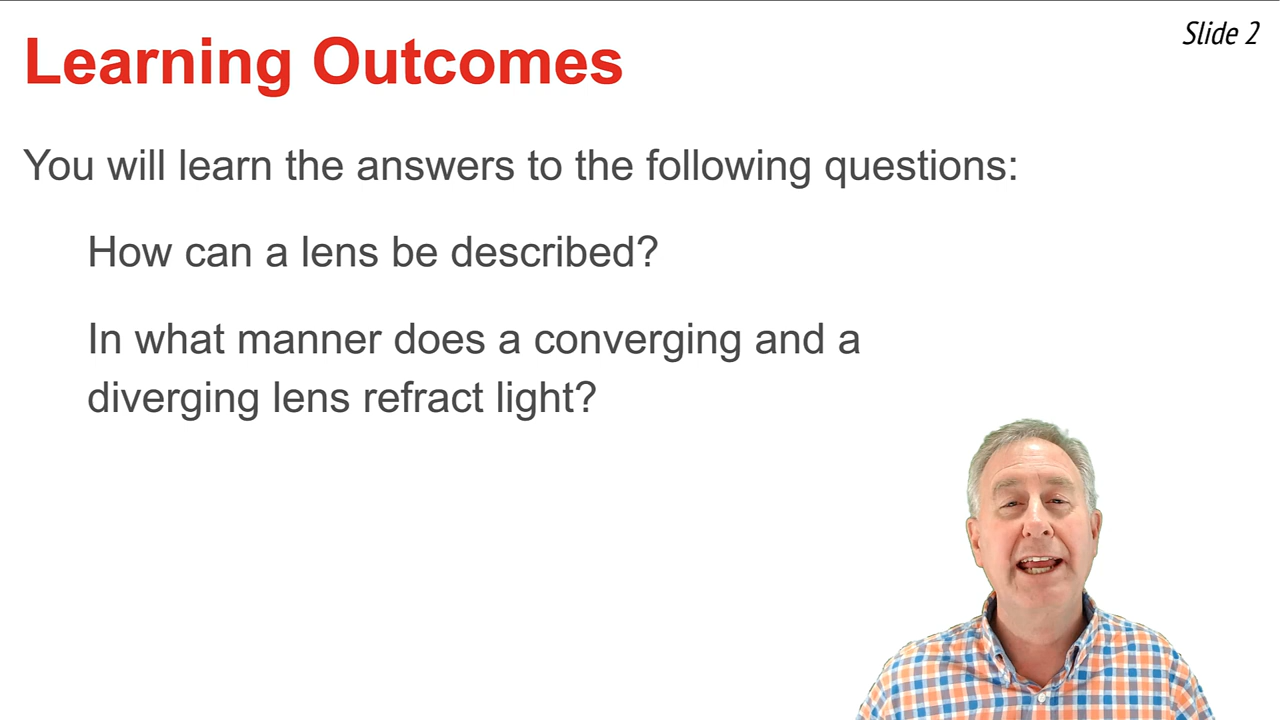 Slide 2
Learning Outcomes
You will learn the answers to the following questions:
How can a lens be described?
In what manner does a converging and a
diverging lens refract light?